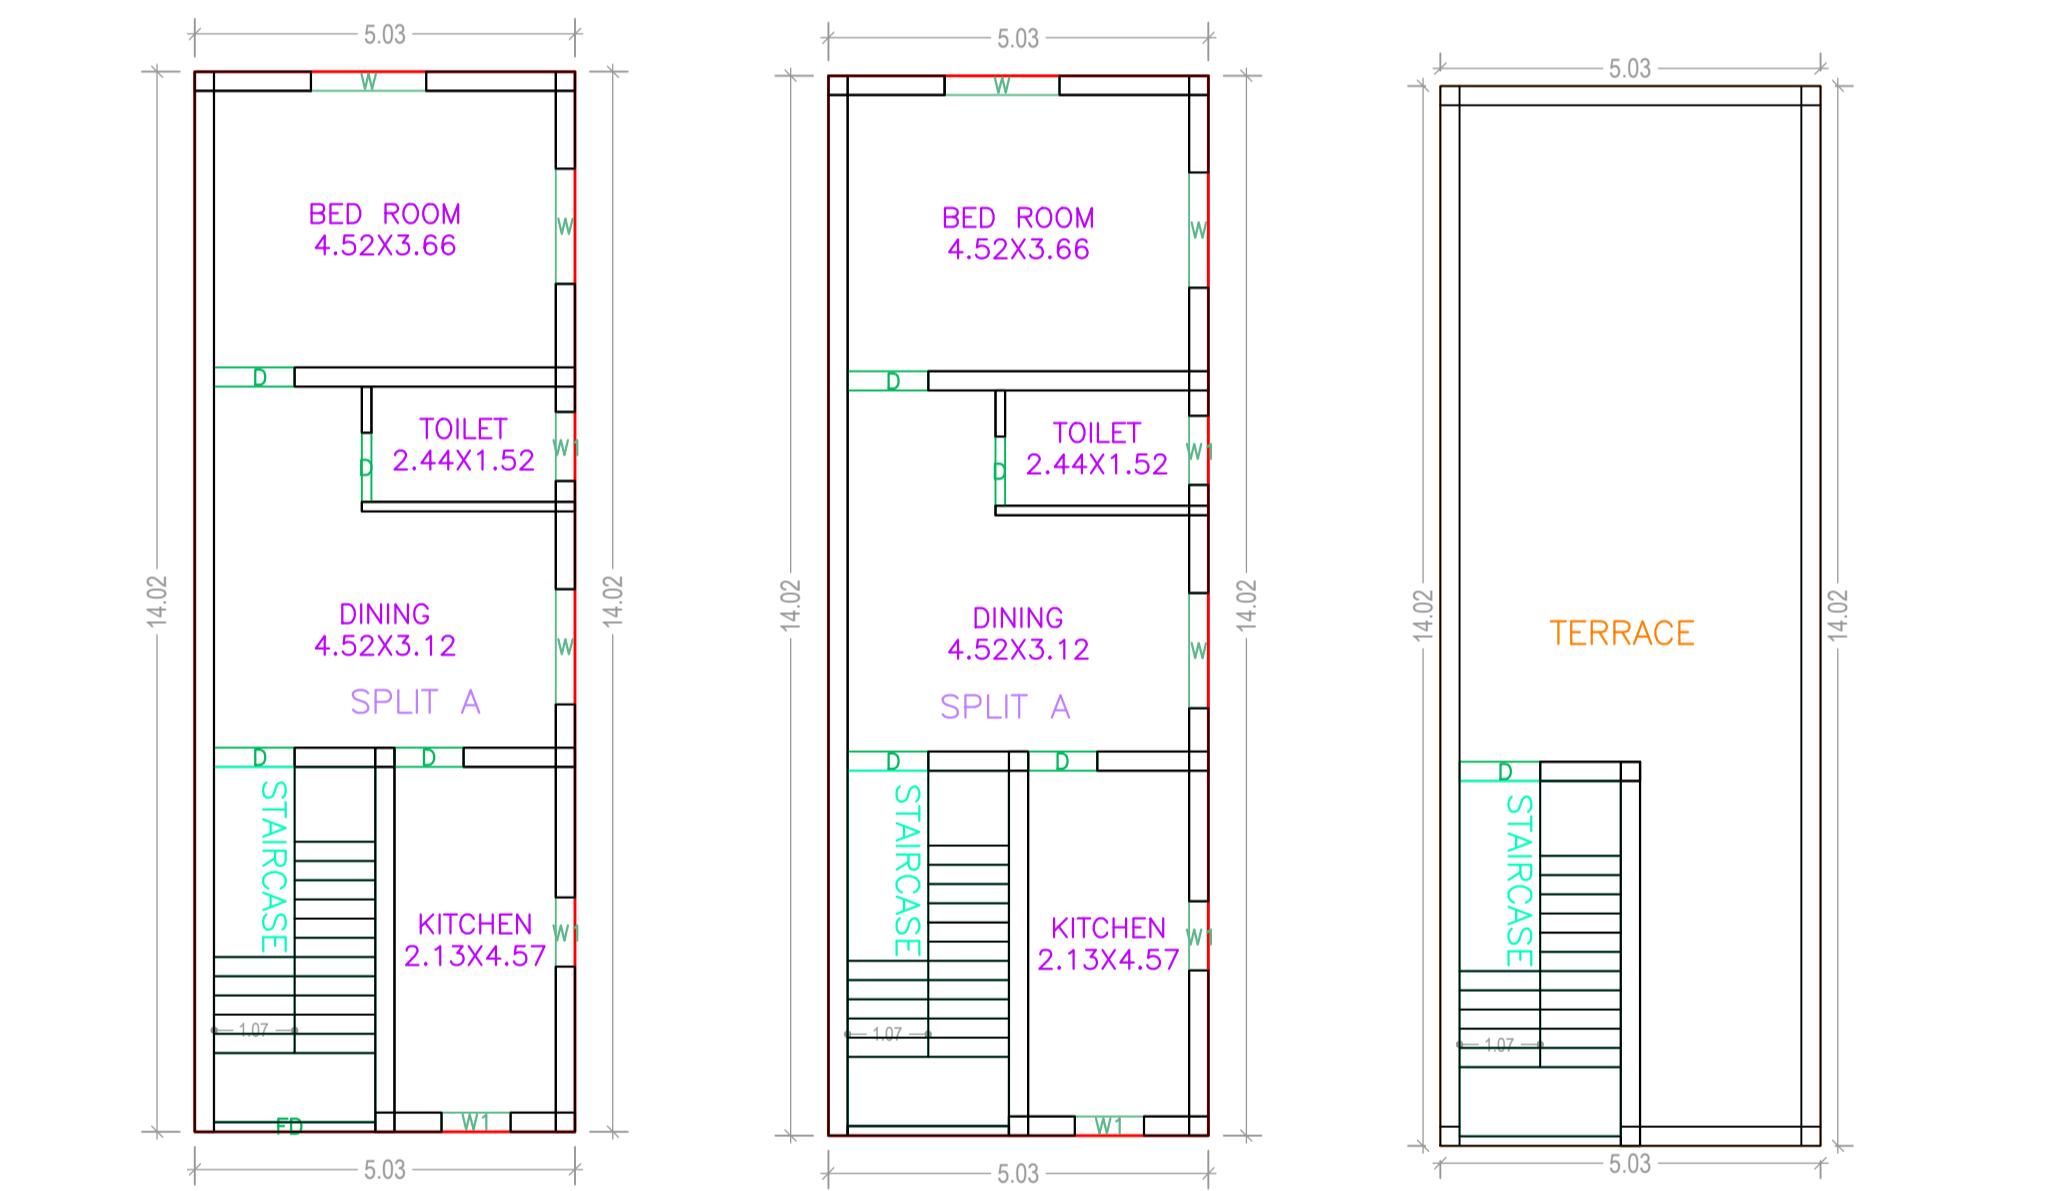 5.03
W
BED ROOM
4.52X3.66
W
D
TOILET
2.44X1.52
W1
D
14.02
14.02
DINING
4.52X3.12
W
SPLIT A
D
D
STAIRCASE
KITCHEN
2.13X4.57
W1
1.07
FD
W1
5.03
5.03
W
BED ROOM
4.52X3.66
W
D
TOILET
2.44X1.52
W1
D
14.02
14.02
DINING
4.52X3.12
W
SPLIT A
D
D
STAIRCASE
KITCHEN
2.13X4.57
W1
1.07
W1
5.03
5.03
14.02
14.02
TERRACE
D
STAIRCASE
1.07
5.03